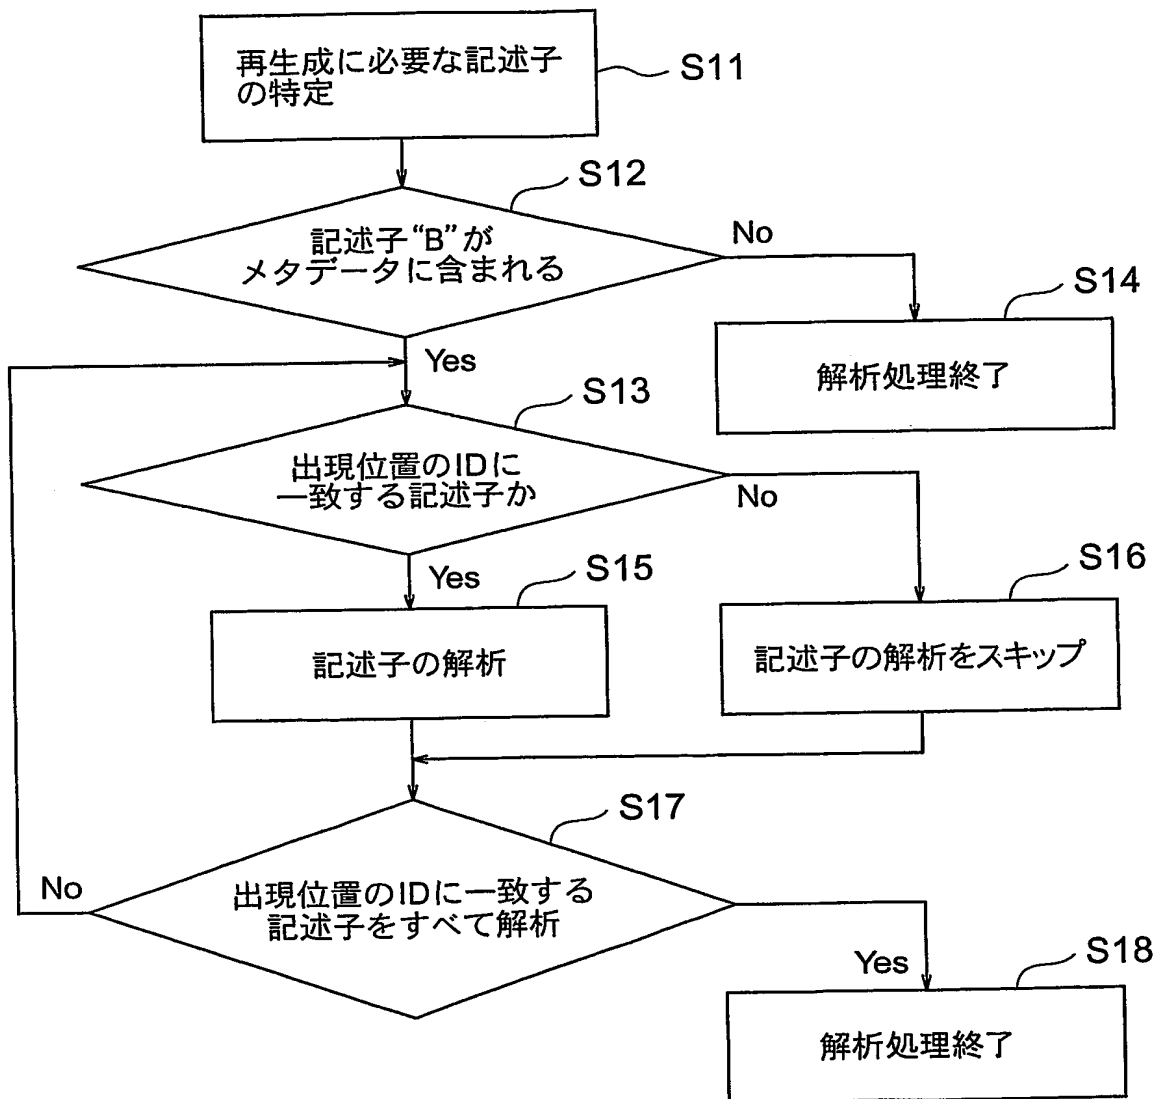 再生成に必要な記述子
の特定
S11
S12
記述子“B”が
メタデータに含まれる
No
S14
解析処理終了
Yes
S13
出現位置のIDに
一致する記述子か
No
Yes
S15
記述子の解析
S16
記述子の解析をスキップ
S17
出現位置のIDに一致する
記述子をすべて解析
No
Yes
S18
解析処理終了